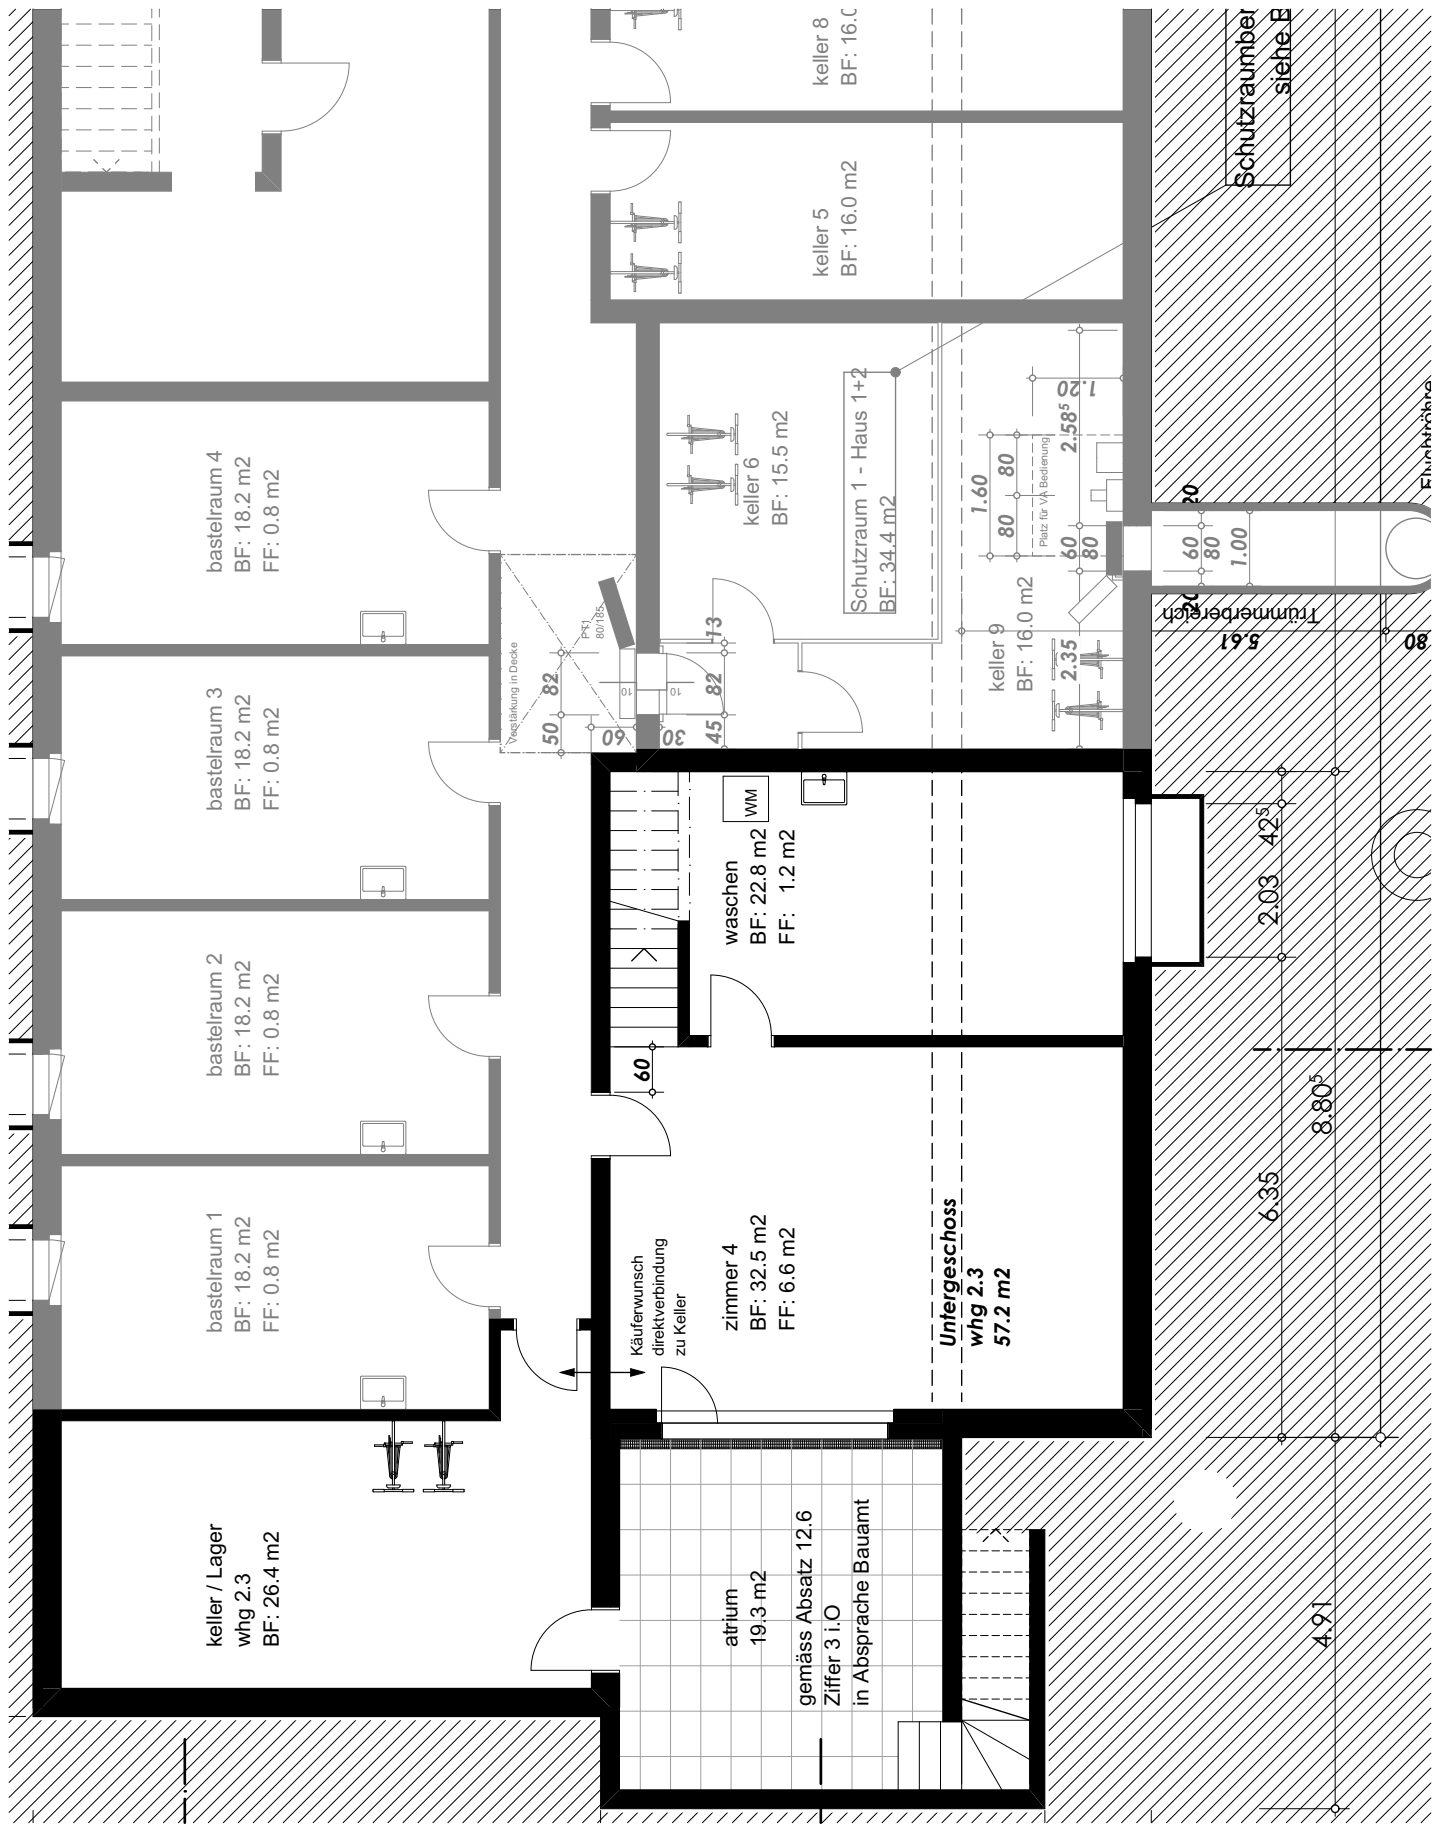 keller 8
keller 5
BF: 16.0 m2
Schutzraumber
siehe
bastelraum 4
BF: 18.2 m2
FF: 0.8 m2
keller 6
BF: 15.5 m2
Schutzraum 1 - Haus 1+2
BF: 34.4 m2
1.20
2.58⁵
1.60
80
80
Platz für VA Bedienung
60
80
20
60
80
1.00
20
Trümmerbereich
5.61
80
Fluchtröhre
keller 9
BF: 16.0 m2
2.35
PT1
80/185
Verstärkung in Decke
82
50
60
30
10
10
13
82
45
bastelraum 3
BF: 18.2 m2
FF: 0.8 m2
WM
waschen
BF: 22.8 m2
FF: 1.2 m2
42⁵
2.03
8.80⁵
6.35
4.91
bastelraum 2
BF: 18.2 m2
FF: 0.8 m2
60
bastelraum 1
BF: 18.2 m2
FF: 0.8 m2
Käuferwunsch
direktverbindung
zu Keller
zimmer 4
BF: 32.5 m2
FF: 6.6 m2
Untergeschoss
whg 2.3
57.2 m2
keller / Lager
whg 2.3
BF: 26.4 m2
atrium
19.3 m2
gemäss Absatz 12.6
Ziffer 3 i.O
in Absprache Bauamt